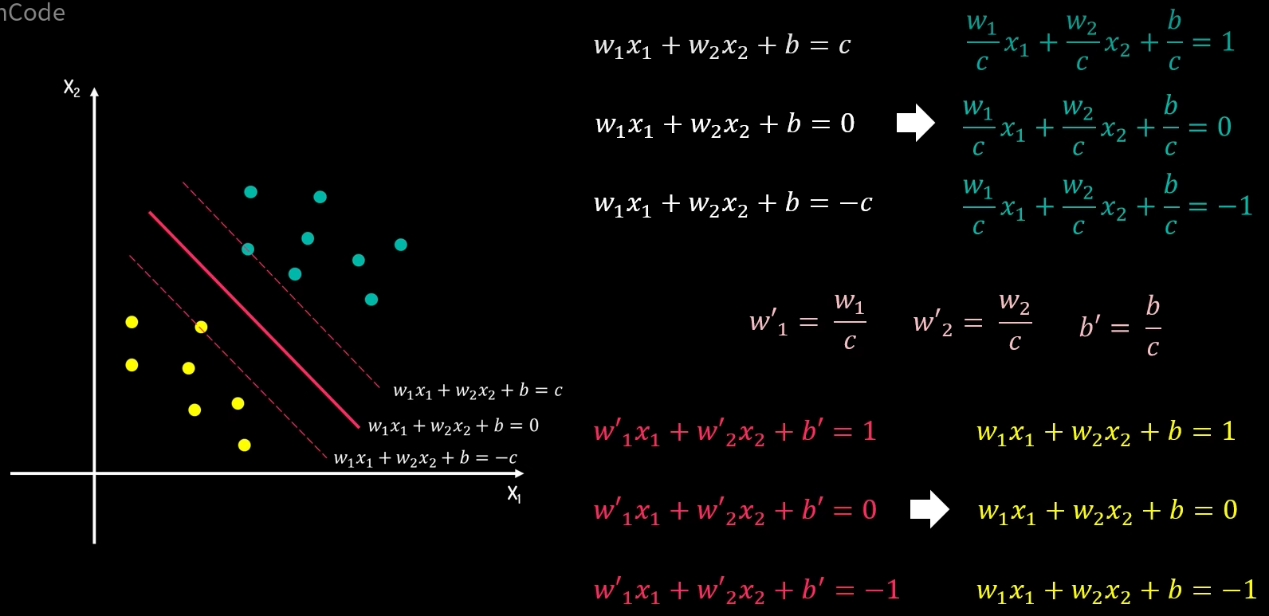 nCode
w₁x₁ + w₂x₂ + b = c
w₁x₁ + w₂x₂ + b = 0
w₁x₁ + w₂x₂ + b = −c
w₁/c x₁ + w₂/c x₂ + b/c = 1
w₁/c x₁ + w₂/c x₂ + b/c = 0
w₁/c x₁ + w₂/c x₂ + b/c = −1
X₂
w₁x₁ + w₂x₂ + b = c
w₁x₁ + w₂x₂ + b = 0
w₁x₁ + w₂x₂ + b = −c
X₁
w′₁ = w₁/c w′₂ = w₂/c b′ = b/c
w′₁x₁ + w′₂x₂ + b′ = 1
w′₁x₁ + w′₂x₂ + b′ = 0
w′₁x₁ + w′₂x₂ + b′ = −1
w₁x₁ + w₂x₂ + b = 1
w₁x₁ + w₂x₂ + b = 0
w₁x₁ + w₂x₂ + b = −1